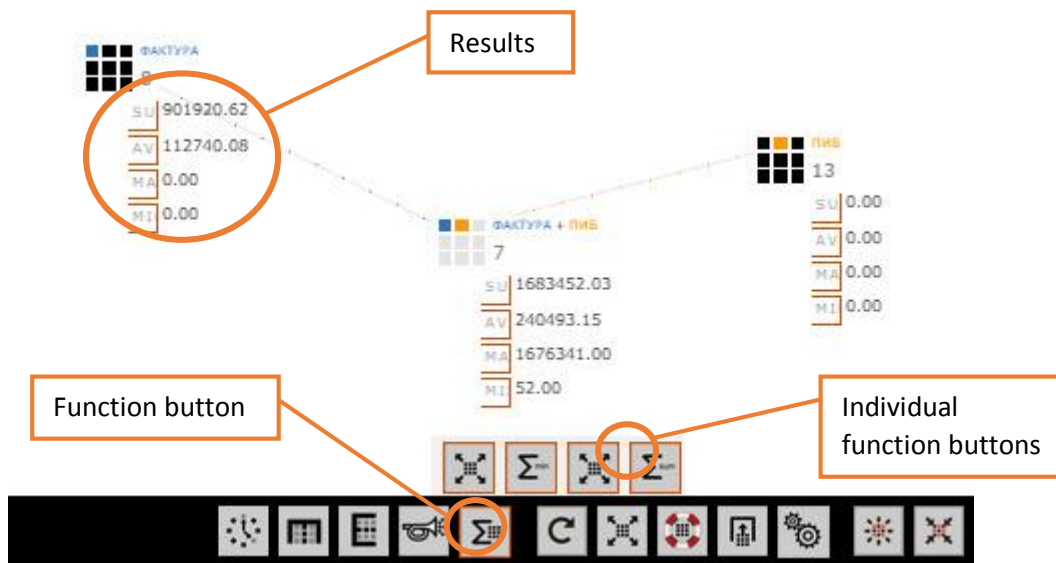 Results
ФАКТУРА
8
SU 901920.62
AV 112740.08
MA 0.00
MI 0.00
ПИБ
13
SU 0.00
AV 0.00
MA 0.00
MI 0.00
ФАКТУРА + ПИБ
7
SU 1683452.03
AV 240493.15
MA 1676341.00
MI 52.00
Function button
Individual
function buttons
Σmin
Σsum
Σ